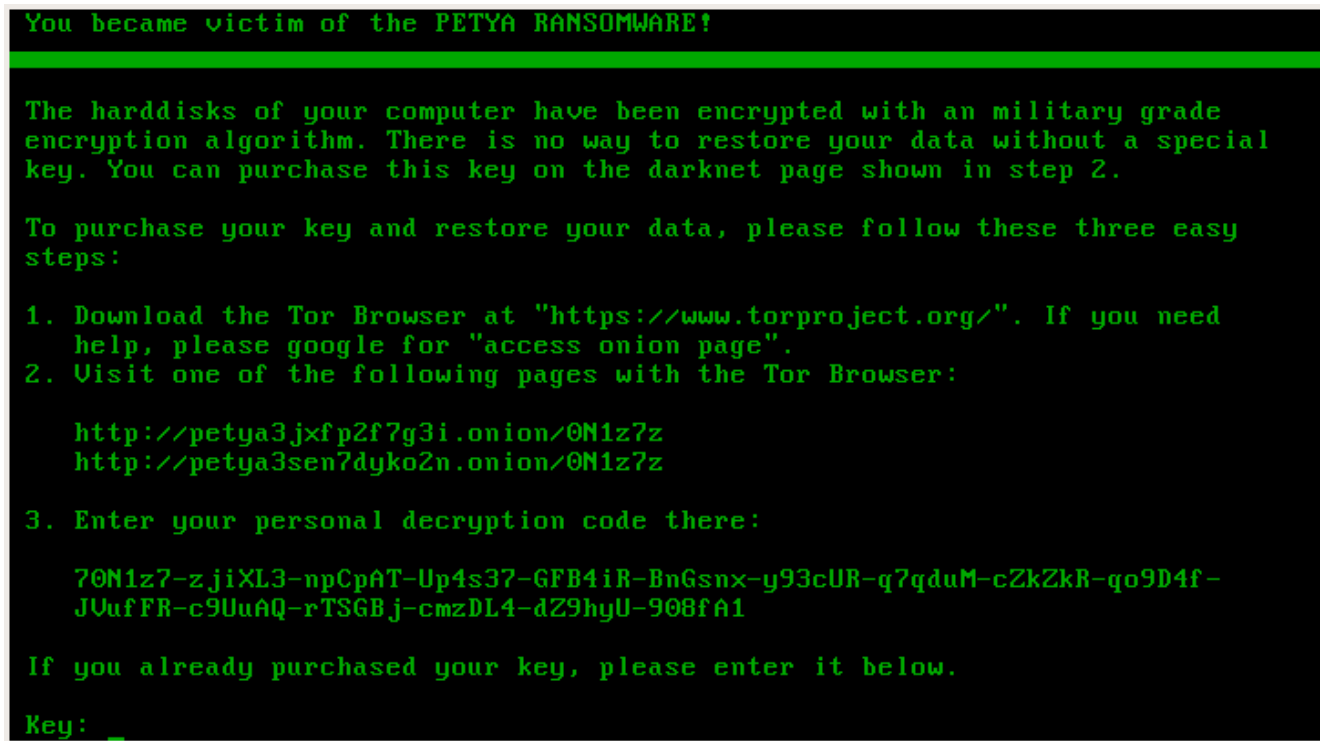 You became victim of the PETYA RANSOMWARE!
The harddisks of your computer have been encrypted with an military grade
encryption algorithm. There is no way to restore your data without a special
key. You can purchase this key on the darknet page shown in step 2.
To purchase your key and restore your data, please follow these three easy
steps:
1. Download the Tor Browser at "https://www.torproject.org/". If you need
help, please google for "access onion page".
2. Visit one of the following pages with the Tor Browser:
http://petya3jxfp2f7g3i.onion/0N1z7z
http://petya3sen7dyko2n.onion/0N1z7z
3. Enter your personal decryption code there:
70N1z7-zjiXL3-npCpAT-Up4s37-GFB4iR-BnGsnx-y93cUR-q7qduM-cZkZkR-qo9D4f-
JVufFR-c9UuAQ-rTSGBj-cmzDL4-dZ9hyU-908fA1
If you already purchased your key, please enter it below.
Key: _